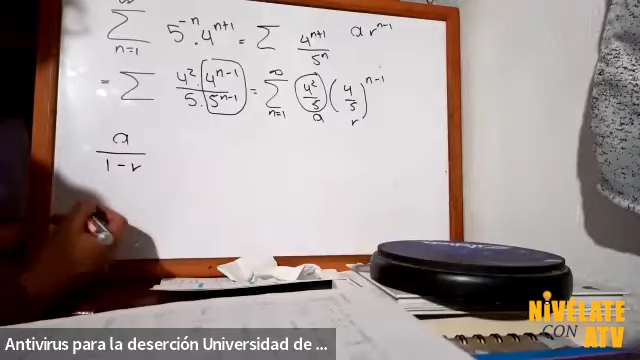 ∞
∑ 5^{-n} · 4^{n+1} = ∑ 4^{n+1}/5^n   a r^{n-1}
n=1
= ∑ 4² · 4^{n-1} / 5 · 5^{n-1} = ∑_{n=1}^{∞} (4²/5) (4/5)^{n-1}
a r
a
1 - r
NIVÉLATE
CON
ATV
Antivirus para la deserción Universidad de ...